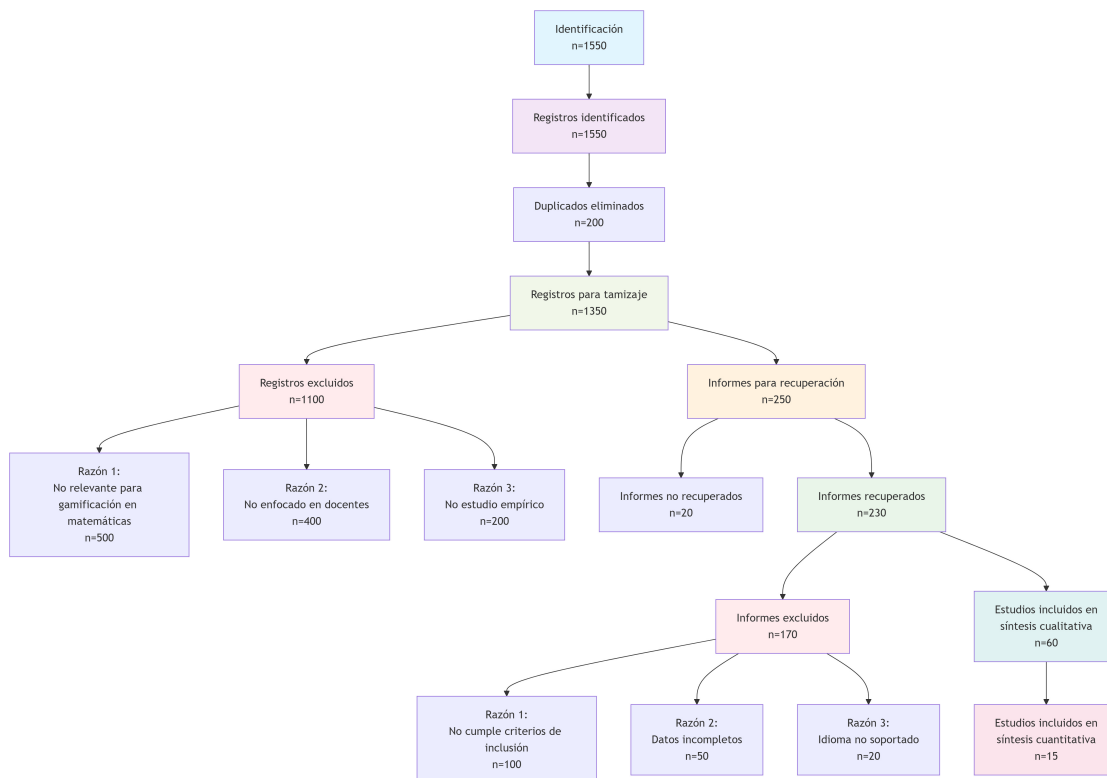 Identificación
n=1550
Registros identificados
n=1550
Duplicados eliminados
n=200
Registros para tamizaje
n=1350
Registros excluidos
n=1100
Informes para recuperación
n=250
Razón 1:
No relevante para
gamificación en
matemáticas
n=500
Razón 2:
No enfocado en docentes
n=400
Razón 3:
No estudio empírico
n=200
Informes no recuperados
n=20
Informes recuperados
n=230
Informes excluidos
n=170
Estudios incluidos en
síntesis cualitativa
n=60
Razón 1:
No cumple criterios de
inclusión
n=100
Razón 2:
Datos incompletos
n=50
Razón 3:
Idioma no soportado
n=20
Estudios incluidos en
síntesis cuantitativa
n=15